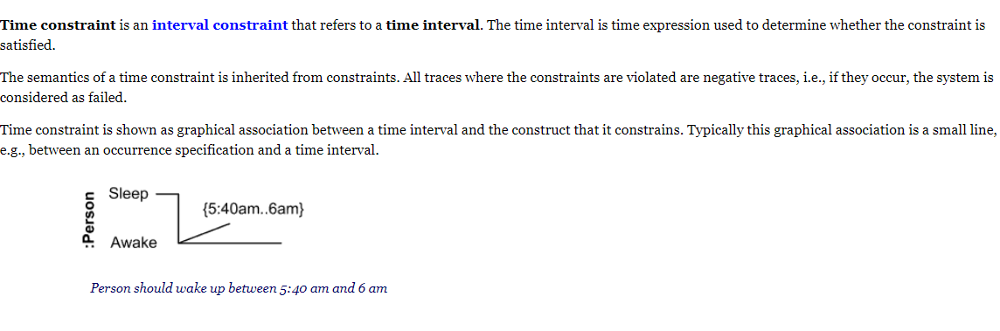 Time constraint is an interval constraint that refers to a time interval. The time interval is time expression used to determine whether the constraint is
satisfied.
The semantics of a time constraint is inherited from constraints. All traces where the constraints are violated are negative traces, i.e., if they occur, the system is
considered as failed.
Time constraint is shown as graphical association between a time interval and the construct that it constrains. Typically this graphical association is a small line,
e.g., between an occurrence specification and a time interval.
:Person
Sleep
{5:40am..6am}
Awake
Person should wake up between 5:40 am and 6 am